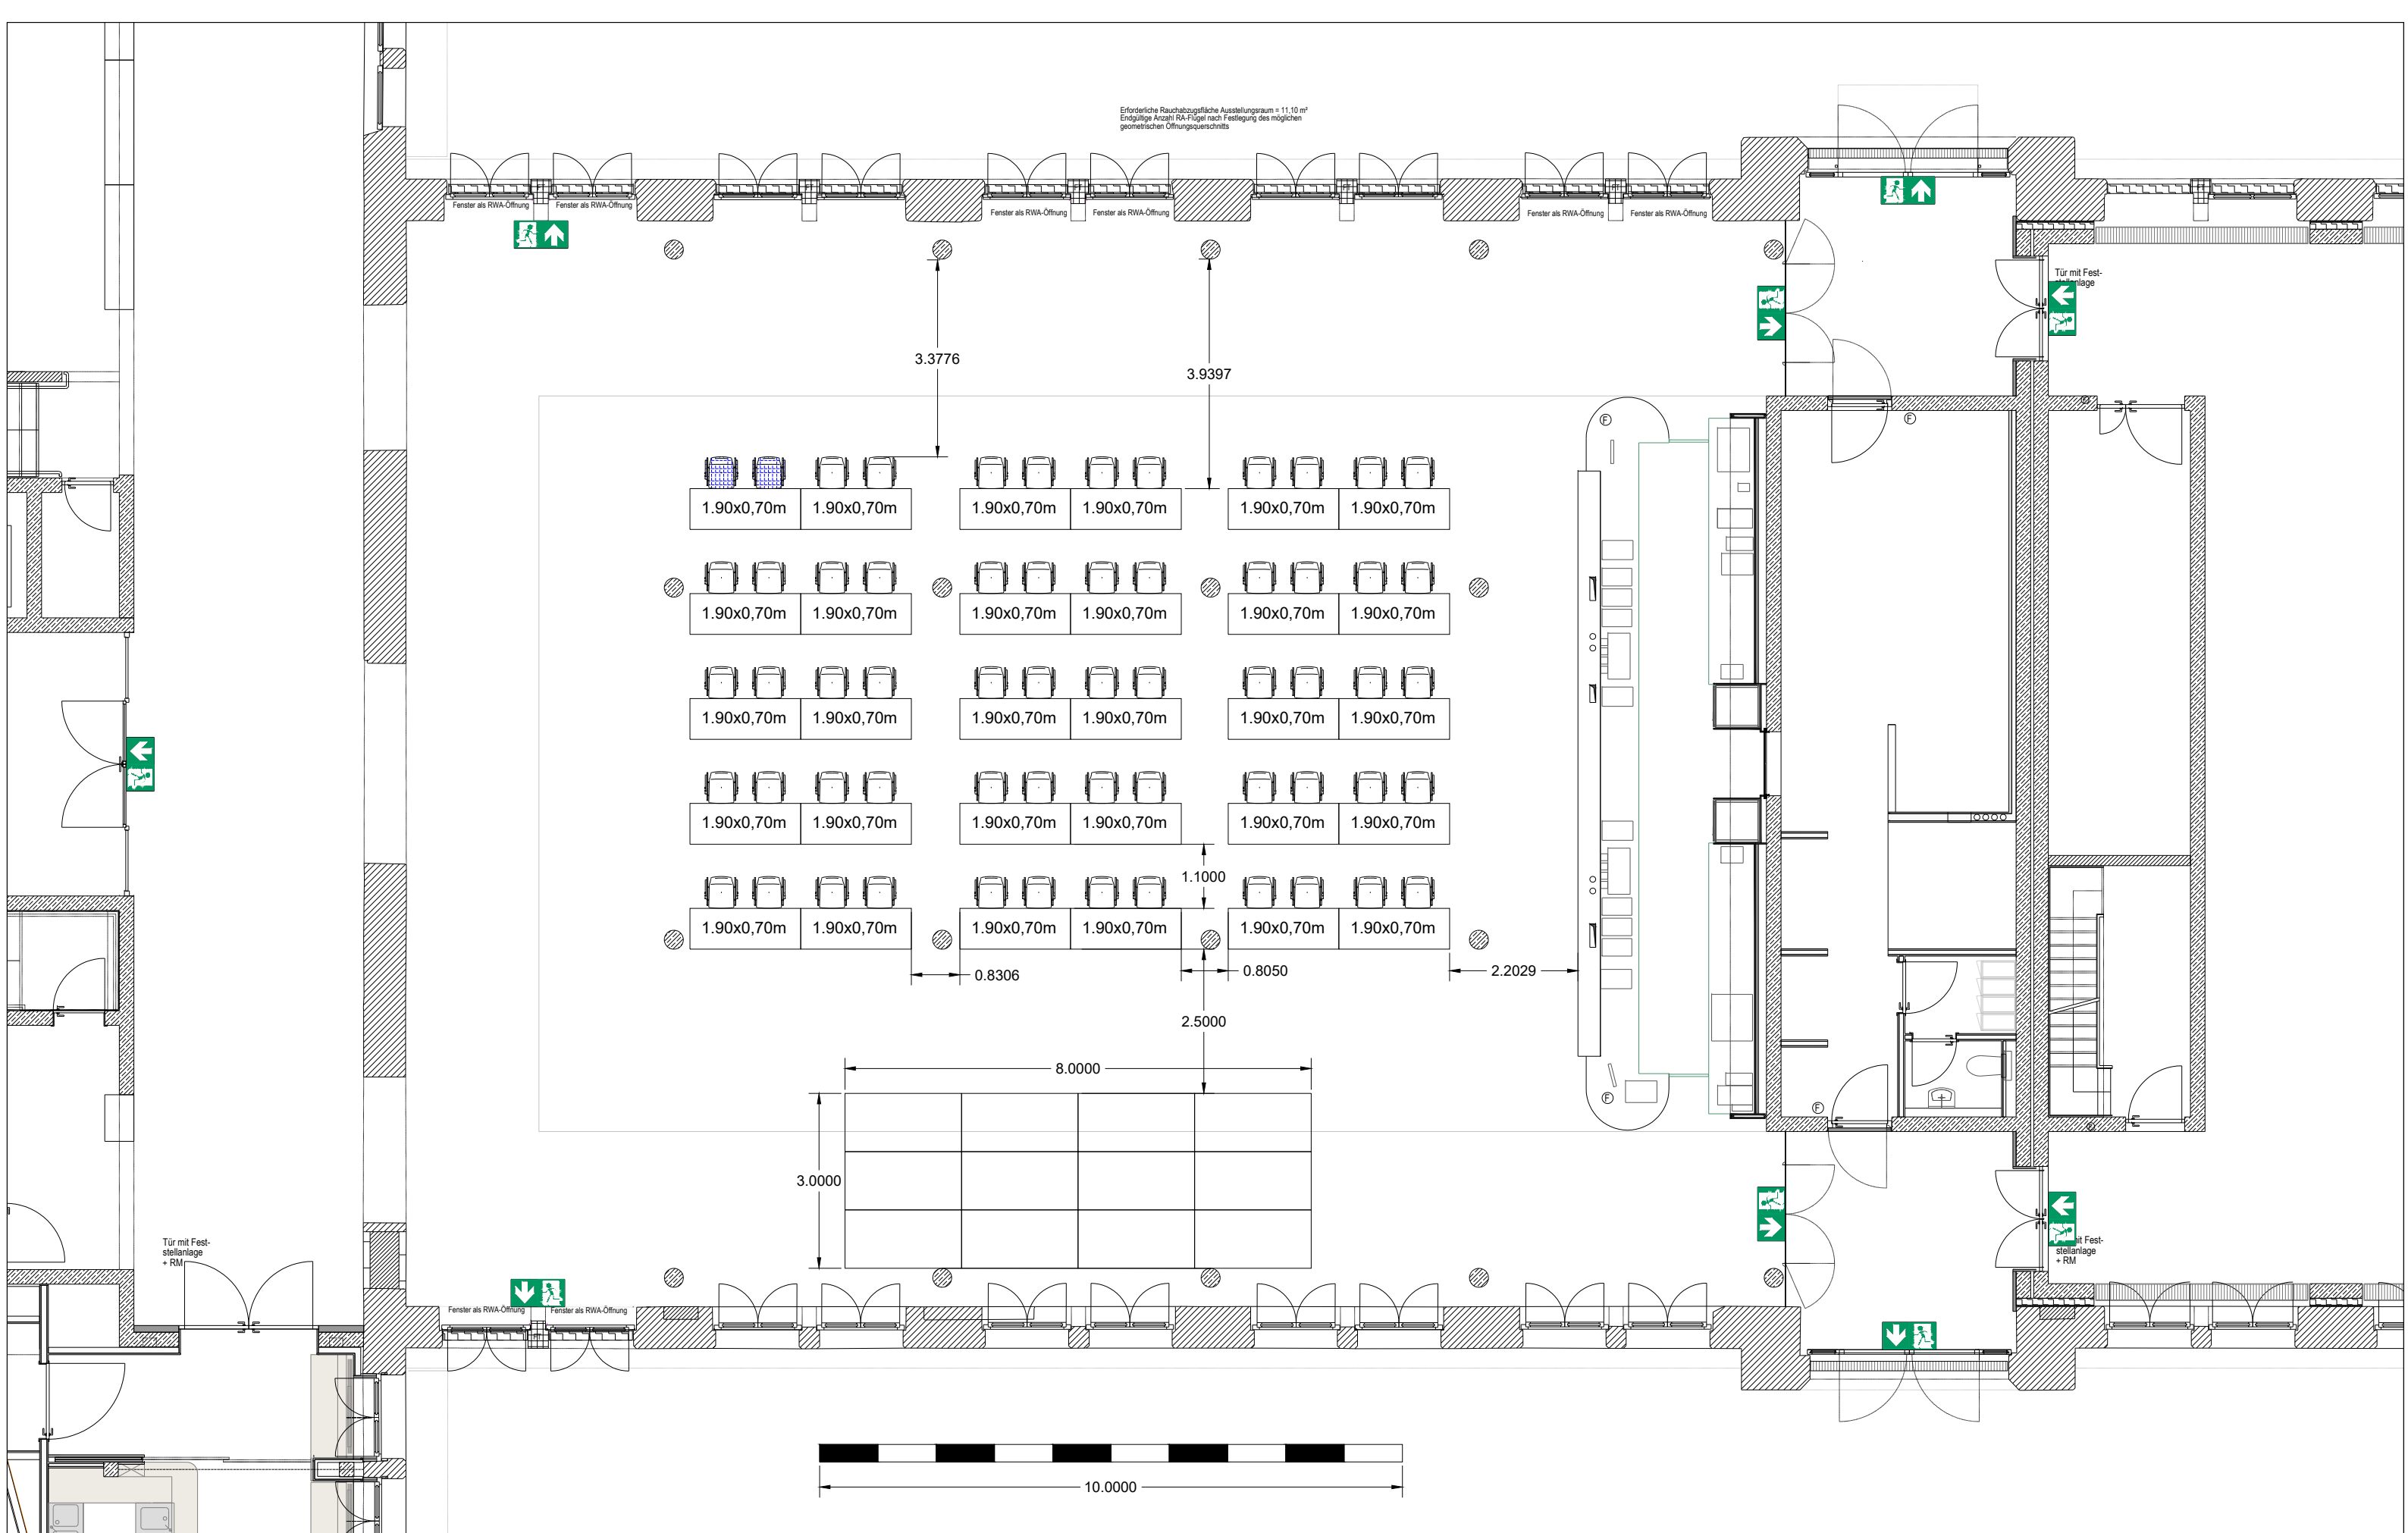 Erforderliche Rauchabzugsfläche Ausstellungsraum = 11,10 m²
Endgültige Anzahl RA-Flügel nach Festlegung des möglichen
geometrischen Öffnungsquerschnitts
Fenster als RWA-Öffnung
Fenster als RWA-Öffnung
Fenster als RWA-Öffnung
Fenster als RWA-Öffnung
Fenster als RWA-Öffnung
Fenster als RWA-Öffnung
Tür mit Fest-
3.3776
3.9397
F
F
1.90x0,70m 1.90x0,70m 1.90x0,70m 1.90x0,70m 1.90x0,70m 1.90x0,70m
1.90x0,70m 1.90x0,70m 1.90x0,70m 1.90x0,70m 1.90x0,70m 1.90x0,70m
1.90x0,70m 1.90x0,70m 1.90x0,70m 1.90x0,70m 1.90x0,70m 1.90x0,70m
1.90x0,70m 1.90x0,70m 1.90x0,70m 1.90x0,70m 1.90x0,70m 1.90x0,70m
1.1000
1.90x0,70m 1.90x0,70m 1.90x0,70m 1.90x0,70m 1.90x0,70m 1.90x0,70m
0.8306
0.8050
2.2029
2.5000
8.0000
F
F
3.0000
Tür mit Fest-
stellanlage
+ RM
Fest-
stellanlage
+ RM
Fenster als RWA-Öffnung
Fenster als RWA-Öffnung
10.0000